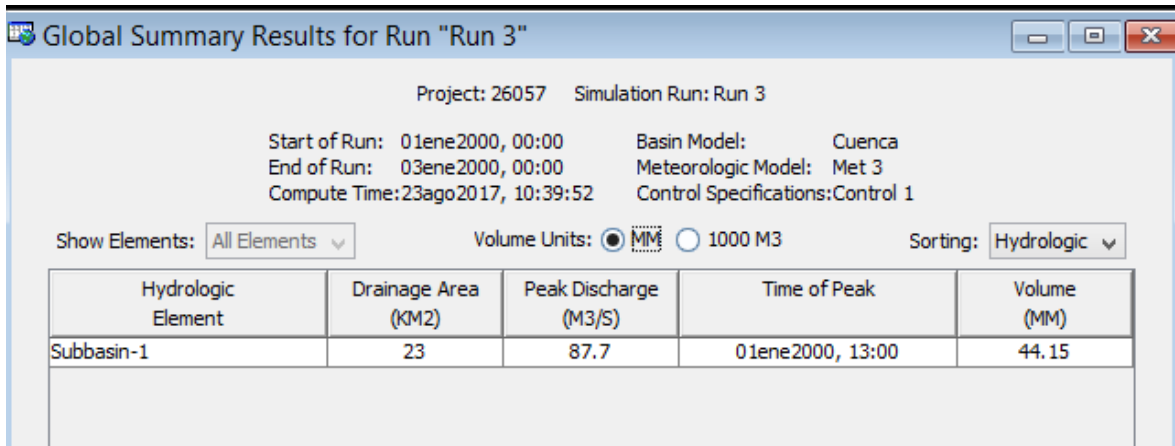 Global Summary Results for Run "Run 3"
Project: 26057 Simulation Run: Run 3
Start of Run: 01ene2000, 00:00 Basin Model: Cuenca
End of Run: 03ene2000, 00:00 Meteorologic Model: Met 3
Compute Time:23ago2017, 10:39:52 Control Specifications:Control 1
Show Elements: All Elements Volume Units: MM 1000 M3 Sorting: Hydrologic
Hydrologic Drainage Area Peak Discharge Time of Peak Volume
Element (KM2) (M3/S) (MM)
Subbasin-1 23 87.7 01ene2000, 13:00 44.15